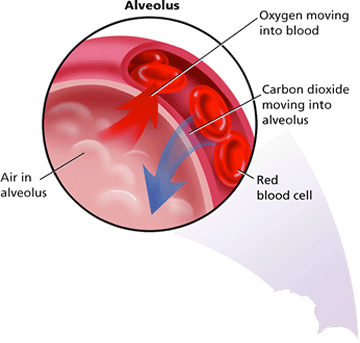 Alveolus
Oxygen moving
into blood
Carbon dioxide
moving into
alveolus
Air in
alveolus
Red
blood cell